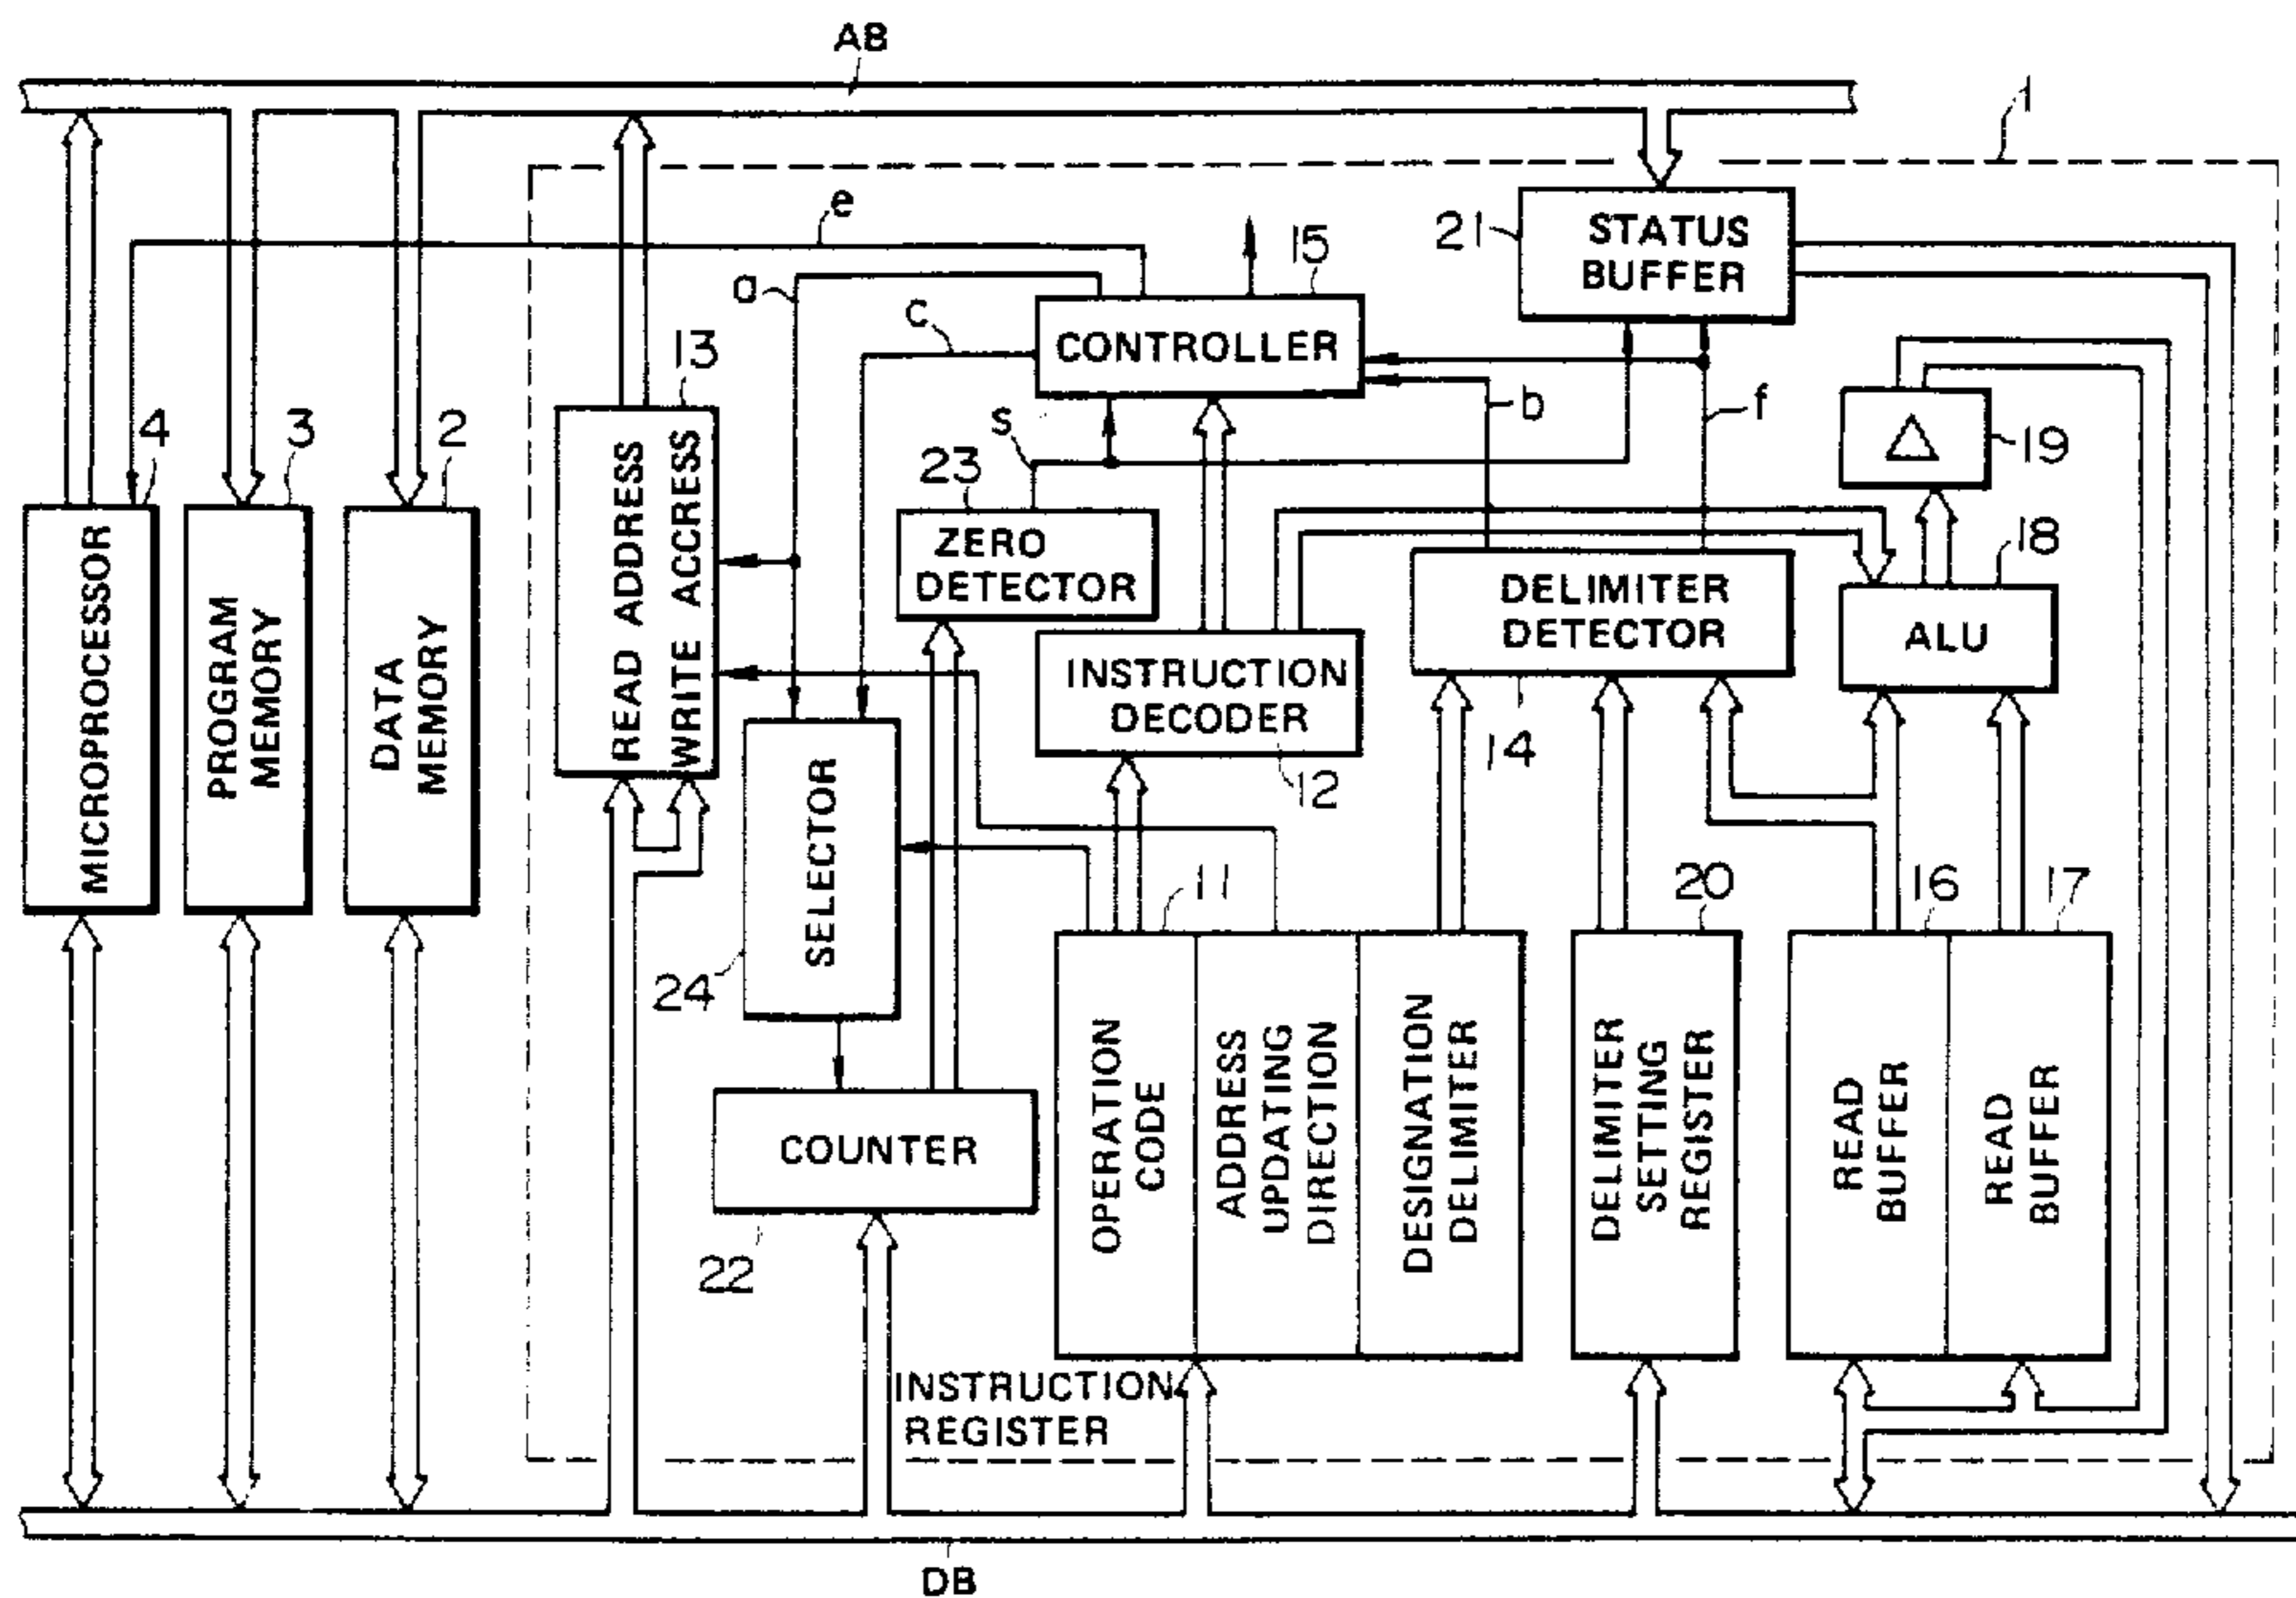 AB
1
e
21
STATUS
BUFFER
15
a
c
CONTROLLER
13
4
3
2
s
b
f
19
23
ZERO
DETECTOR
18
MICROPROCESSOR
PROGRAM
MEMORY
DATA
MEMORY
READ ADDRESS
WRITE ACCRESS
DELIMITER
DETECTOR
ALU
INSTRUCTION
DECODER
14
12
SELECTOR
11
20
16
17
24
OPERATION
CODE
ADDRESS
UPDATING
DIRECTION
DESIGNATION
DELIMITER
DELIMITER
SETTING
REGISTER
READ
BUFFER
READ
BUFFER
COUNTER
22
INSTRUCTION
REGISTER
DB